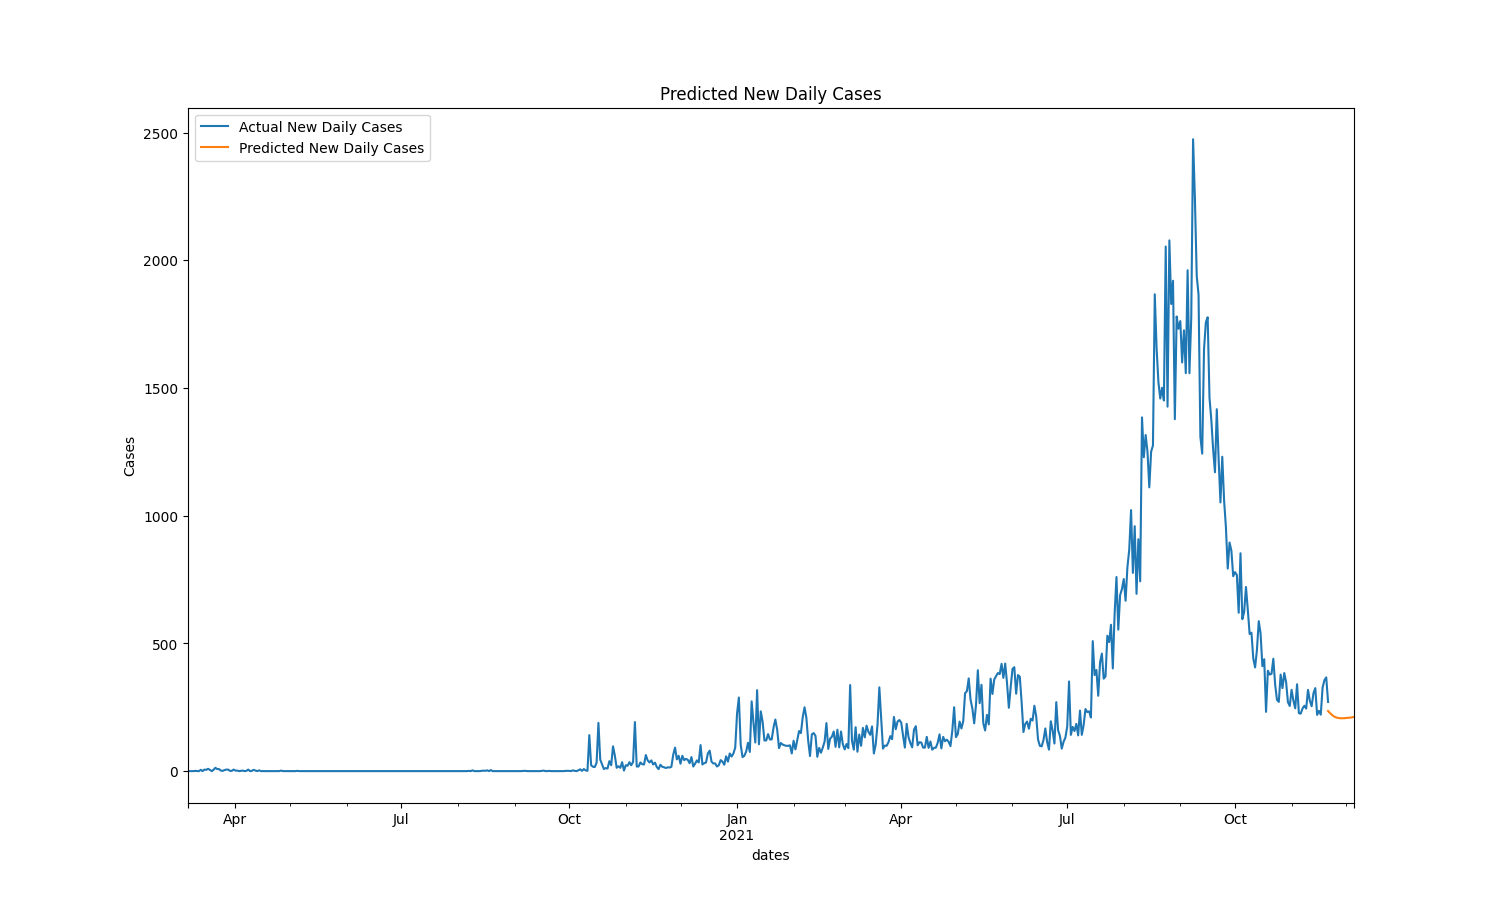 Predicted New Daily Cases
Actual New Daily Cases
Predicted New Daily Cases
2500
2000
1500
1000
500
0
Cases
Apr
Jul
Oct
Jan
2021
Apr
Jul
Oct
dates